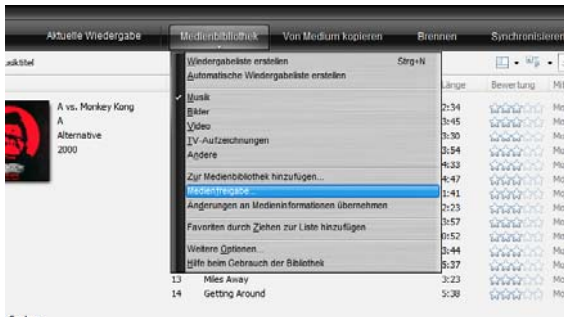 Aktuelle Wiedergabe Medienbibliothek Von Medium kopieren Brennen Synchronisieren
Wiedergabeliste erstellen Strg+N
Automatische Wiedergabeliste erstellen
Länge Bewertung
Musik
A vs. Monkey Kong Bilder 2:34
A Video 3:45
Alternative TV-Aufzeichnungen 3:30
2000 Andere 3:54
4:33
Zur Medienbibliothek hinzufügen... 4:47
Medienfreigabe... 1:41
Änderungen an Medieninformationen übernehmen 2:23
Favoriten durch Ziehen zur Liste hinzufügen 3:57
0:52
Weitere Optionen... 3:44
Hilfe beim Gebrauch der Bibliothek 5:37
13 Miles Away 3:23
14 Getting Around 5:38